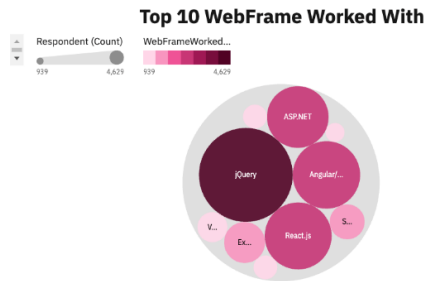 Top 10 WebFrame Worked With
Respondent (Count)
WebFrameWorked...
939
4,629
939
4,629
ASP.NET
jQuery
Angular/...
V...
S...
Ex...
React.js